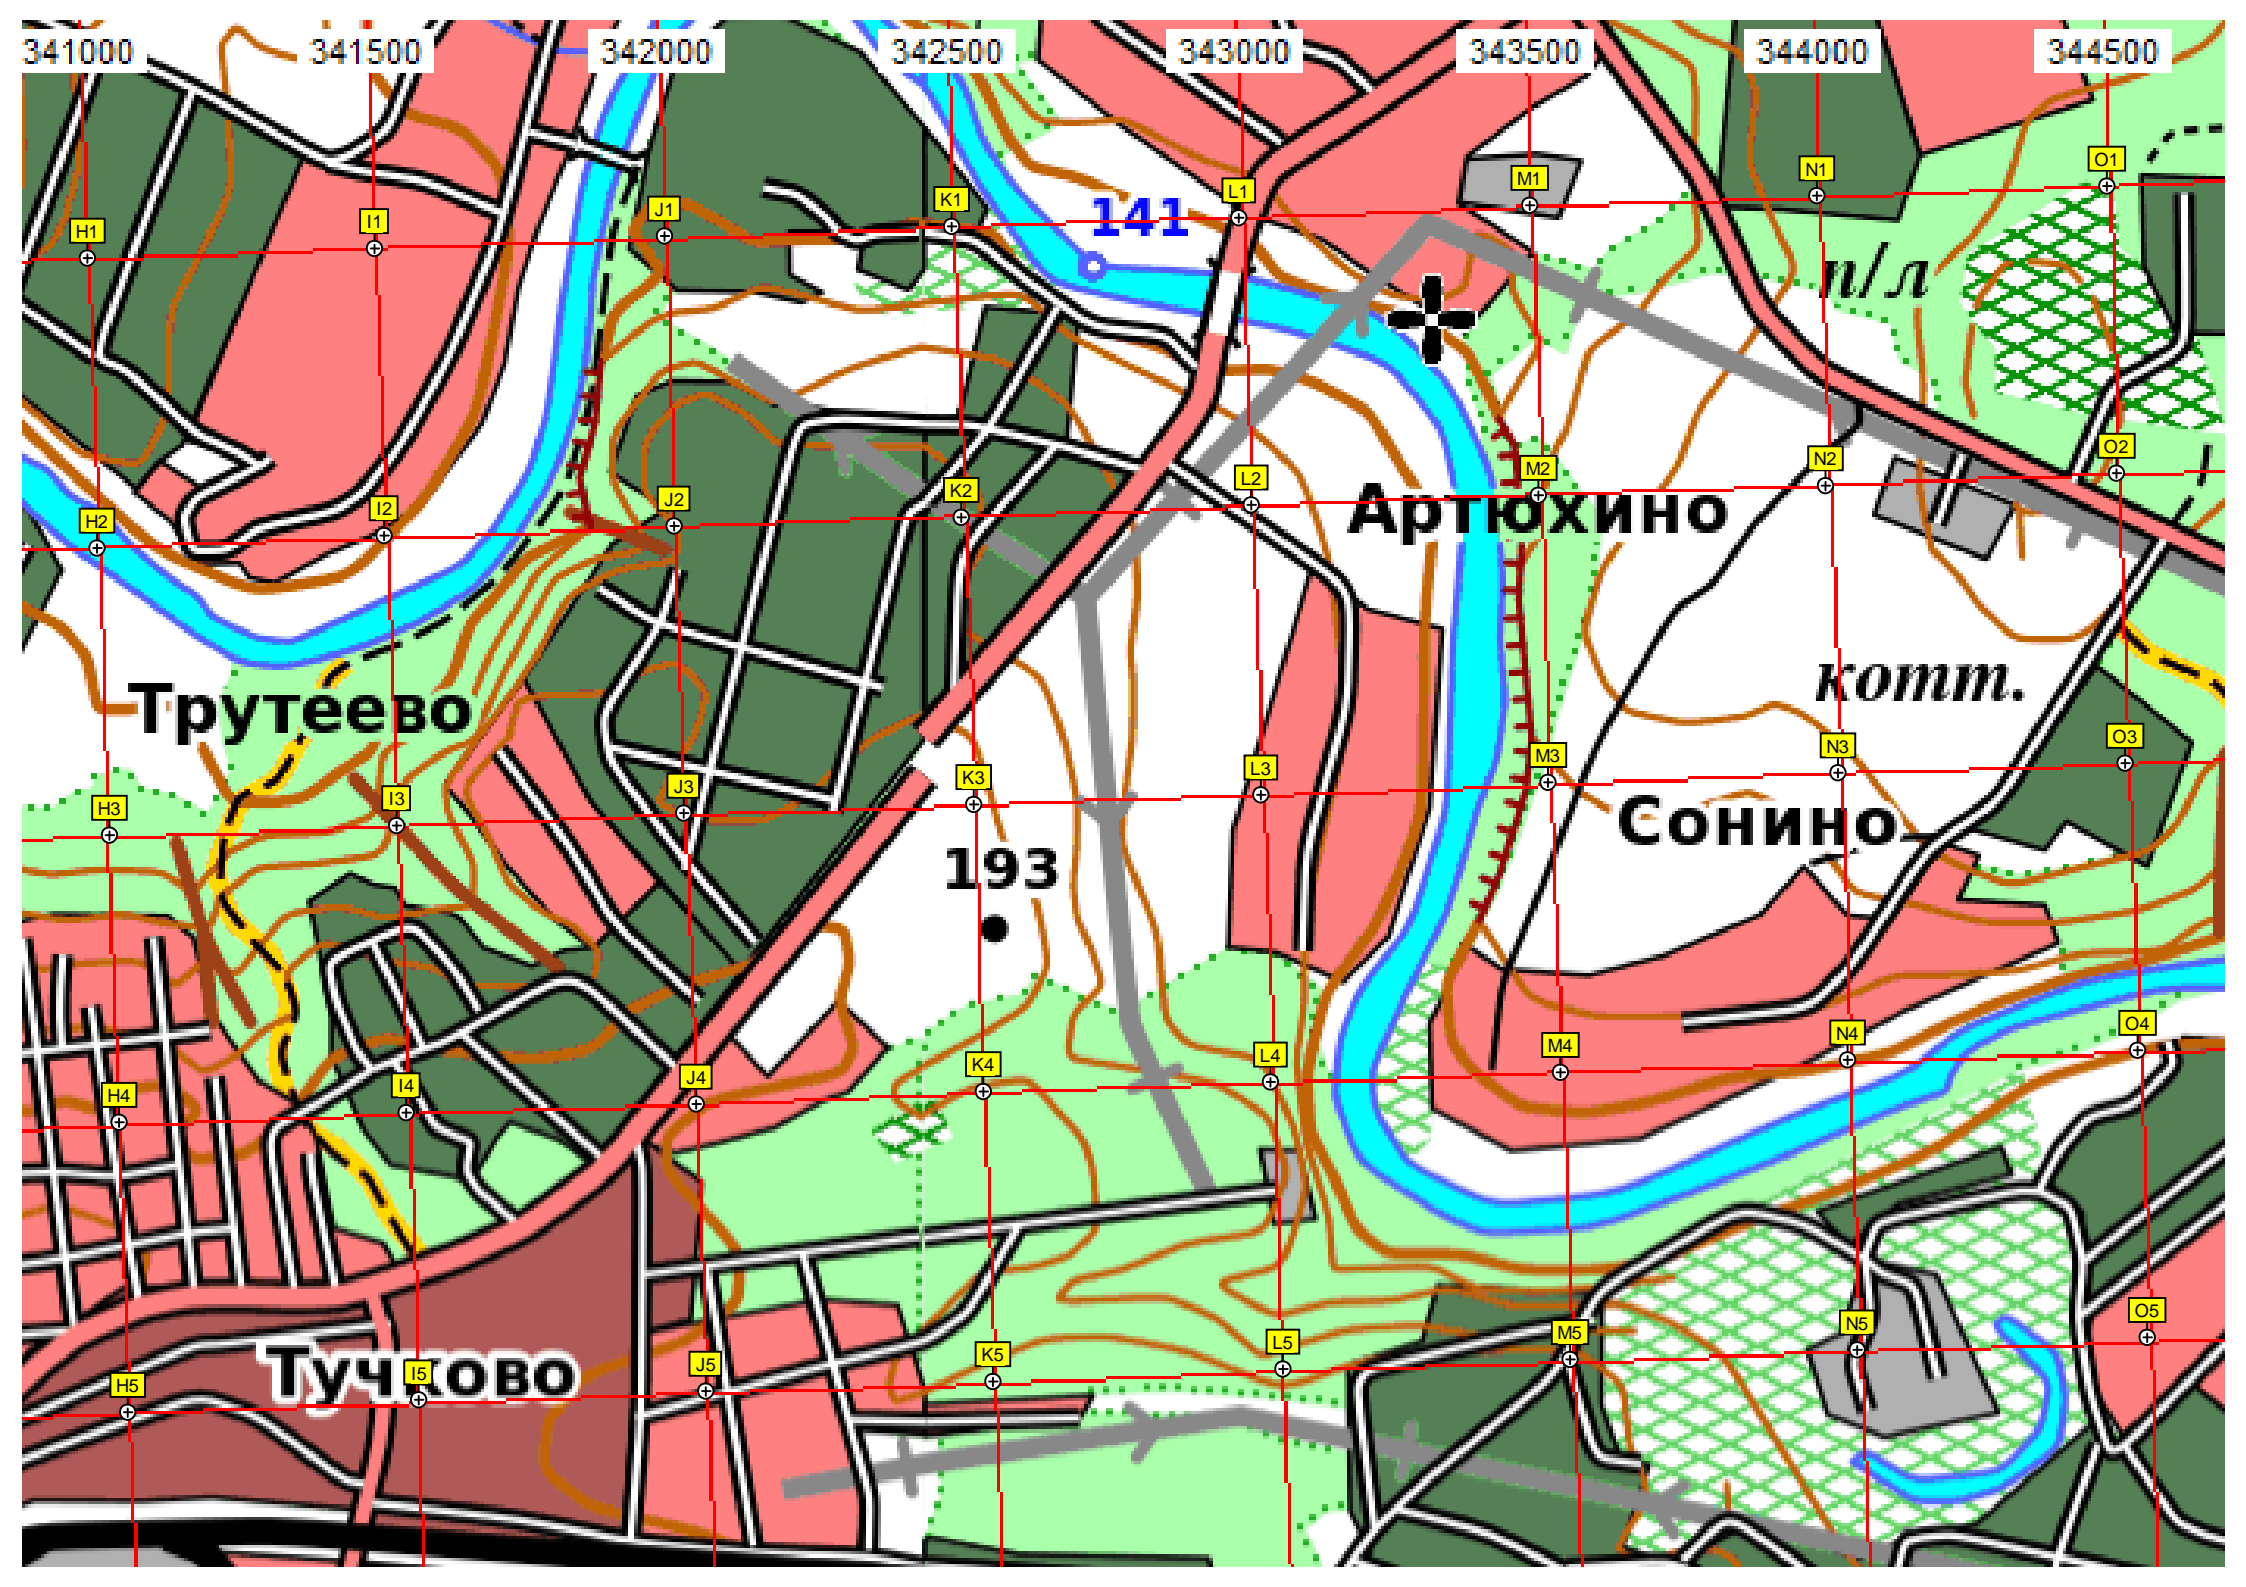 341000 341500 342000 342500 343000 343500 344000 344500
H1 I1 J1 K1 L1 M1 N1 O1
141
п/л
H2 I2 J2 K2 L2 M2 N2 O2
Артюхино
котт.
Трутеево
H3 I3 J3 K3 L3 M3 N3 O3
Сонино
193
H4 I4 J4 K4 L4 M4 N4 O4
H5 I5 J5 K5 L5 M5 N5 O5
Тучково